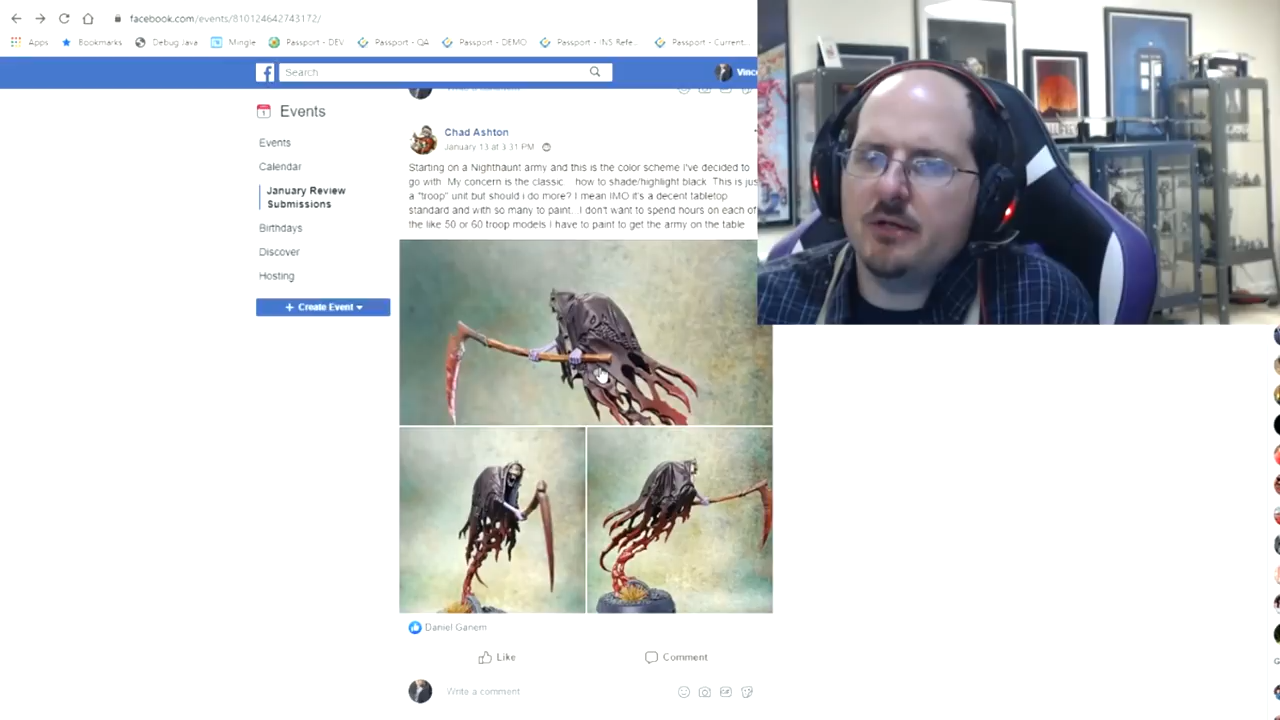 facebook.com/events/810124642743172/
Apps Bookmarks Debug Java Mingle Passport - DEV Passport - QA Passport - DEMO Passport - INS Refe... Passport - Current...
Search
Vinc
Events
Events
Calendar
January Review
Submissions
Birthdays
Discover
Hosting
+ Create Event
Chad Ashton
January 13 at 3:31 PM
Starting on a Nighthaunt army and this is the color scheme I've decided to
go with. My concern is the classic... how to shade/highlight black. This is jus
a "troop" unit but should i do more? I mean IMO it's a decent tabletop
standard and with so many to paint...I don't want to spend hours on each of
the like 50 or 60 troop models I have to paint to get the army on the table
Daniel Ganem
Like Comment
Write a comment